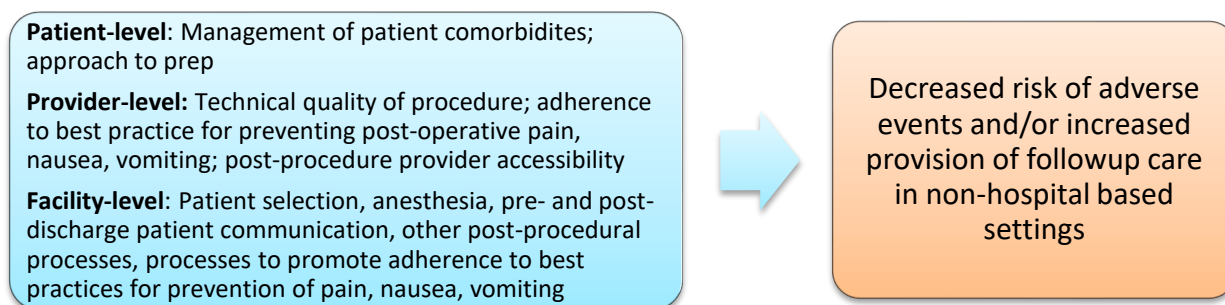 Patient-level: Management of patient comorbidites;
approach to prep
Provider-level: Technical quality of procedure; adherence
to best practice for preventing post-operative pain,
nausea, vomiting; post-procedure provider accessibility
Facility-level: Patient selection, anesthesia, pre- and post-
discharge patient communication, other post-procedural
processes, processes to promote adherence to best
practices for prevention of pain, nausea, vomiting
Decreased risk of adverse
events and/or increased
provision of followup care
in non-hospital based
settings